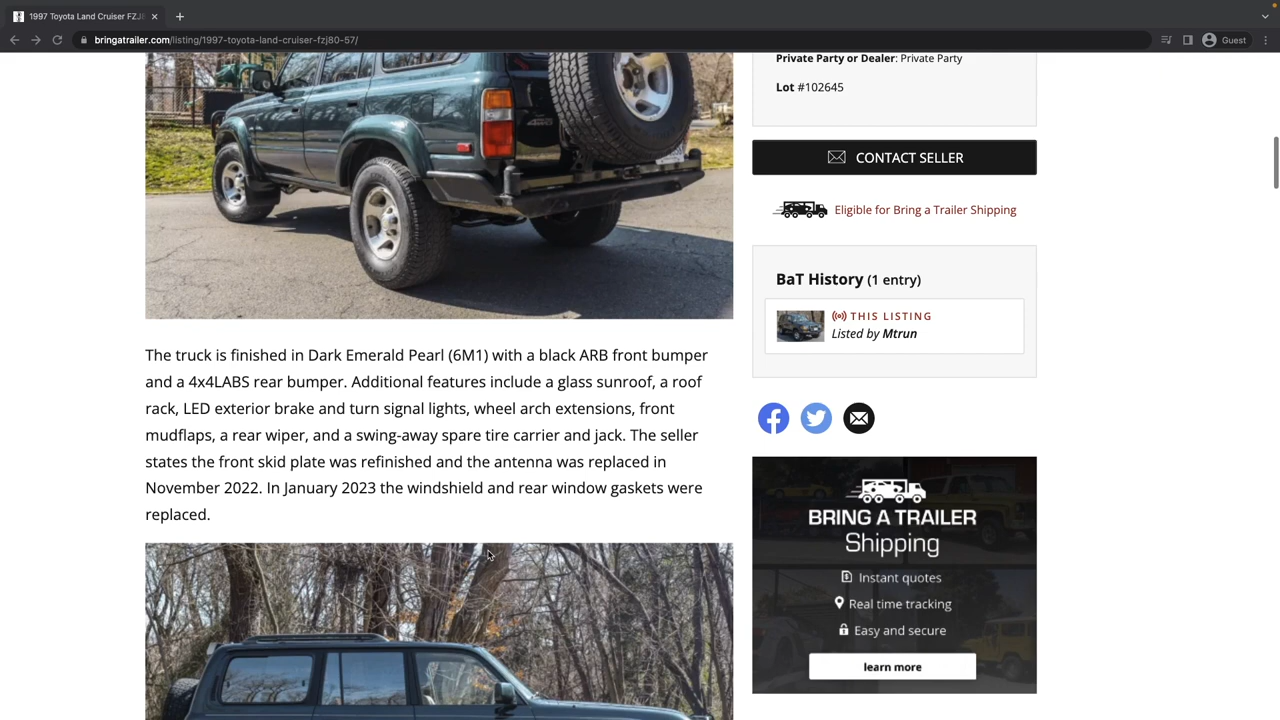 1997 Toyota Land Cruiser FZJ8
bringatrailer.com/listing/1997-toyota-land-cruiser-fzj80-57/
Guest
Private Party or Dealer: Private Party
Lot #102645
CONTACT SELLER
Eligible for Bring a Trailer Shipping
BaT History (1 entry)
THIS LISTING
Listed by Mtrun
The truck is finished in Dark Emerald Pearl (6M1) with a black ARB front bumper
and a 4x4LABS rear bumper. Additional features include a glass sunroof, a roof
rack, LED exterior brake and turn signal lights, wheel arch extensions, front
mudflaps, a rear wiper, and a swing-away spare tire carrier and jack. The seller
states the front skid plate was refinished and the antenna was replaced in
November 2022. In January 2023 the windshield and rear window gaskets were
replaced.
BRING A TRAILER
Shipping
Instant quotes
Real time tracking
Easy and secure
learn more